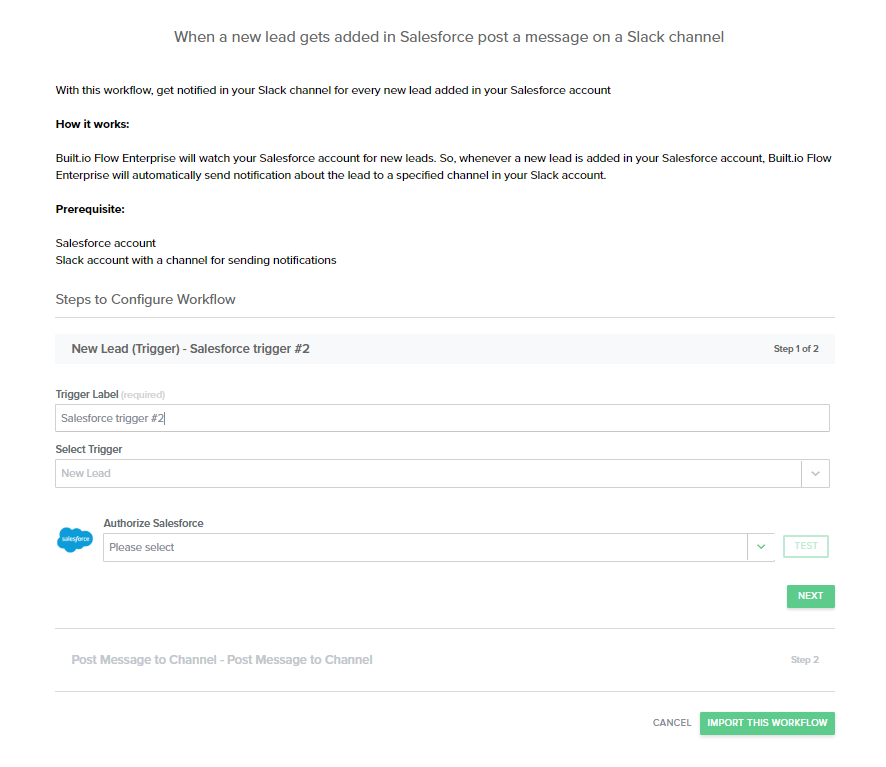 When a new lead gets added in Salesforce post a message on a Slack channel
With this workflow, get notified in your Slack channel for every new lead added in your Salesforce account
How it works:
Built.io Flow Enterprise will watch your Salesforce account for new leads. So, whenever a new lead is added in your Salesforce account, Built.io Flow
Enterprise will automatically send notification about the lead to a specified channel in your Slack account.
Prerequisite:
Salesforce account
Slack account with a channel for sending notifications
Steps to Configure Workflow
New Lead (Trigger) - Salesforce trigger #2 Step 1 of 2
Trigger Label (required)
Salesforce trigger #2
Select Trigger
New Lead
Authorize Salesforce
salesforce Please select TEST
NEXT
Post Message to Channel - Post Message to Channel Step 2
CANCEL IMPORT THIS WORKFLOW